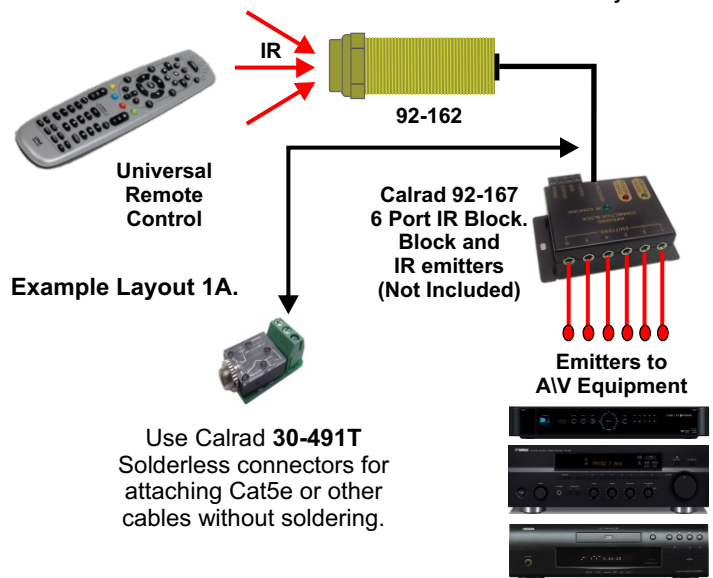 IR
92-162
Universal
Remote
Control
Calrad 92-167
6 Port IR Block.
Block and
IR emitters
(Not Included)
Example Layout 1A.
EMITTERS
Emitters to
A\V Equipment
Use Calrad 30-491T
Solderless connectors for
attaching Cat5e or other
cables without soldering.